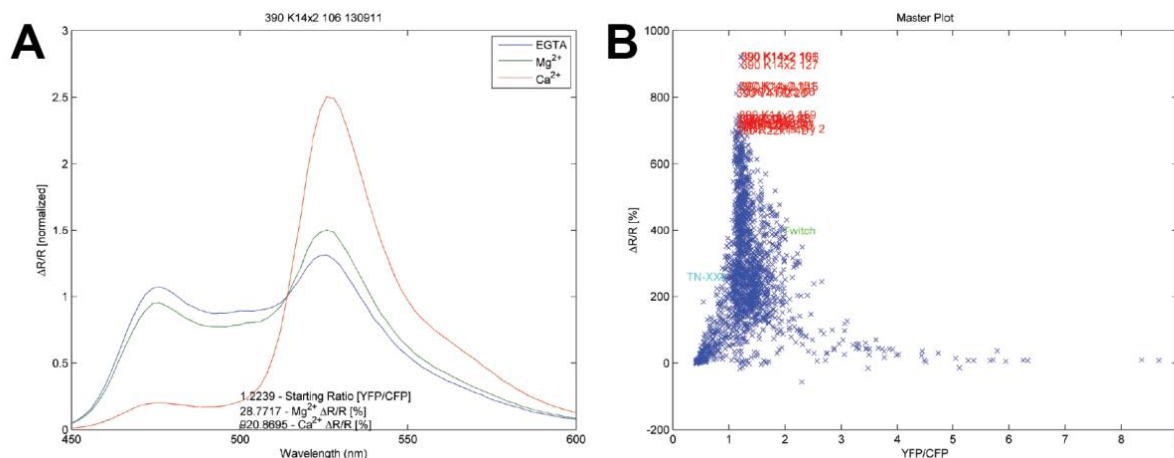 A
390 K14x2 106 130911
EGTA
Mg2+
Ca2+
ΔR/R [normalized]
3
2.5
2
1.5
1
0.5
0
1.2239 - Starting Ratio [YFP/CFP]
28.7717 - Mg2+ ΔR/R [%]
920.8695 - Ca2+ ΔR/R [%]
450
500
550
600
Wavelength (nm)
B
Master Plot
ΔR/R [%]
1000
800
600
400
200
0
-200
390 K14x2 106
390 K14x2 127
Twitch
TN-XX
0
1
2
3
4
5
6
7
8
YFP/CFP